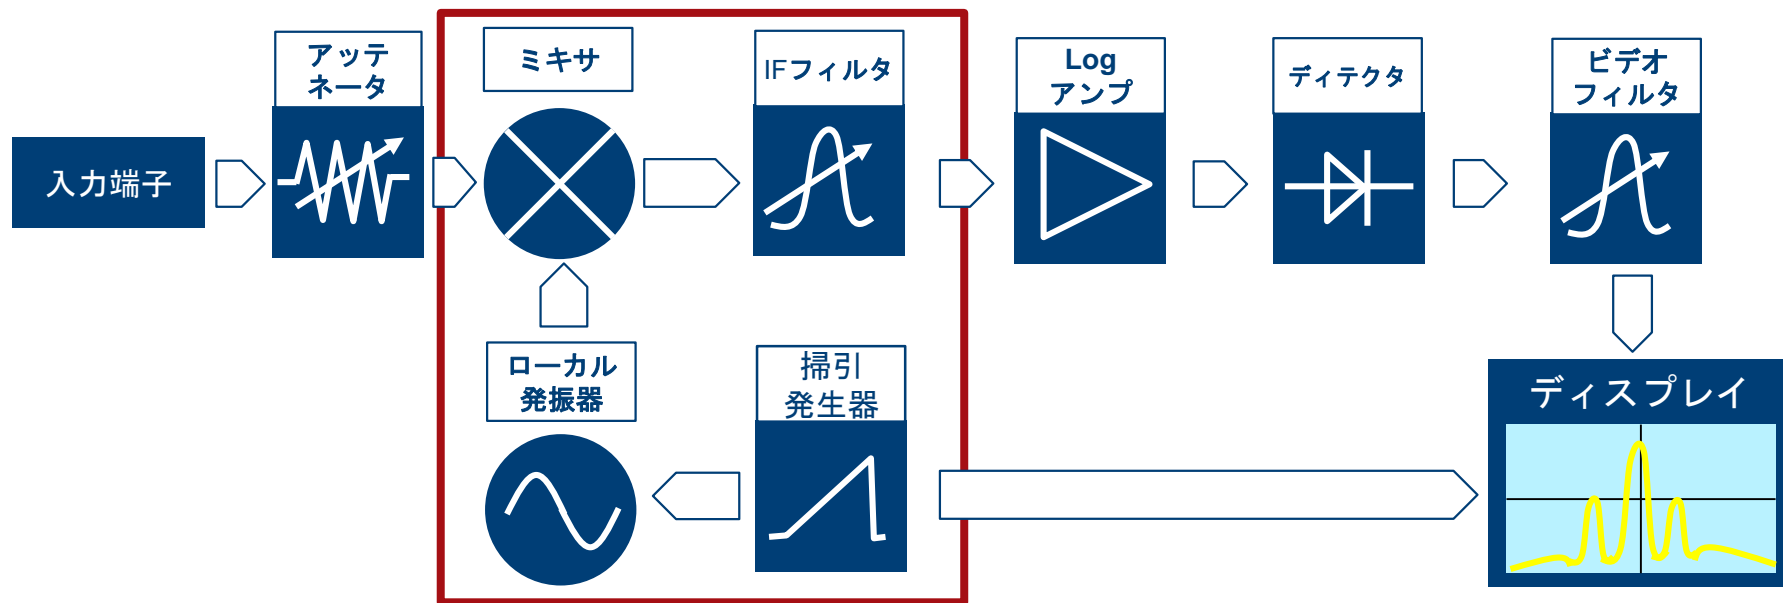 入力端子
アッテ
ネータ
ミキサ
IFフィルタ
Log
アンプ
ディテクタ
ビデオ
フィルタ
ローカル
発振器
掃引
発生器
ディスプレイ